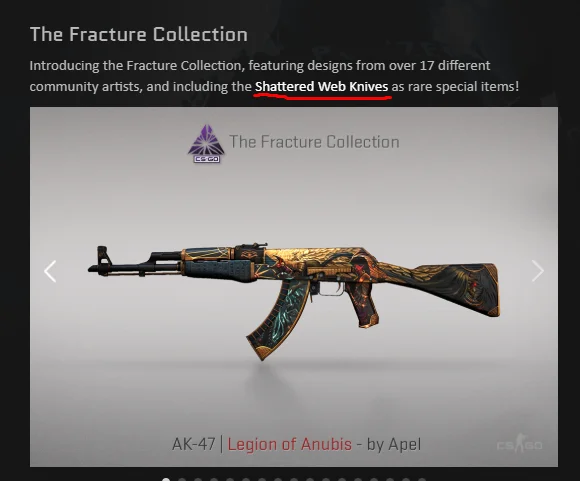 The Fracture Collection
Introducing the Fracture Collection, featuring designs from over 17 different
community artists, and including the Shattered Web Knives as rare special items!
CS GO
The Fracture Collection
AK-47 | Legion of Anubis - by Apel
CS GO